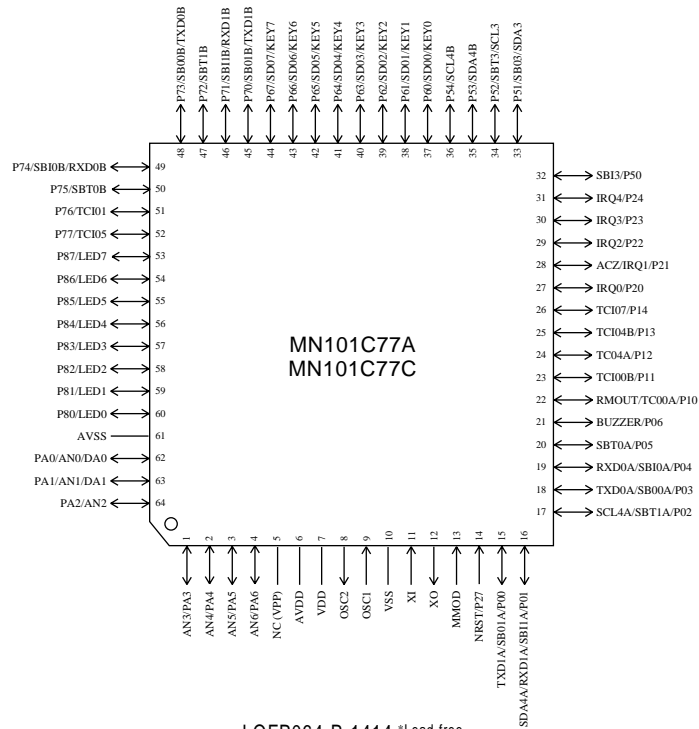 P73/SB00B/TXD0B
P72/SBT1B
P71/SBI1B/RXD1B
P70/SB01B/TXD1B
P67/SD07/KEY7
P66/SD06/KEY6
P65/SD05/KEY5
P64/SD04/KEY4
P63/SD03/KEY3
P62/SD02/KEY2
P61/SD01/KEY1
P60/SD00/KEY0
P54/SCL4B
P53/SDA4B
P52/SBT3/SCL3
P51/SB03/SDA3
48 47 46 45 44 43 42 41 40 39 38 37 36 35 34 33
P74/SBI0B/RXD0B 49
P75/SBT0B 50
P76/TCI01 51
P77/TCI05 52
P87/LED7 53
P86/LED6 54
P85/LED5 55
P84/LED4 56
P83/LED3 57
P82/LED2 58
P81/LED1 59
P80/LED0 60
AVSS 61
PA0/AN0/DA0 62
PA1/AN1/DA1 63
PA2/AN2 64
MN101C77A
MN101C77C
32 SBI3/P50
31 IRQ4/P24
30 IRQ3/P23
29 IRQ2/P22
28 ACZ/IRQ1/P21
27 IRQ0/P20
26 TCI07/P14
25 TCI04B/P13
24 TC04A/P12
23 TCI00B/P11
22 RMOUT/TC00A/P10
21 BUZZER/P06
20 SBT0A/P05
19 RXD0A/SBI0A/P04
18 TXD0A/SB00A/P03
17 SCL4A/SBT1A/P02
1 2 3 4 5 6 7 8 9 10 11 12 13 14 15 16
AN3/PA3
AN4/PA4
AN5/PA5
AN6/PA6
NC (VPP)
AVDD
VDD
OSC2
OSC1
VSS
XI
XO
MMOD
NRST/P27
TXD1A/SB01A/P00
SDA4A/RXD1A/SBI1A/P01